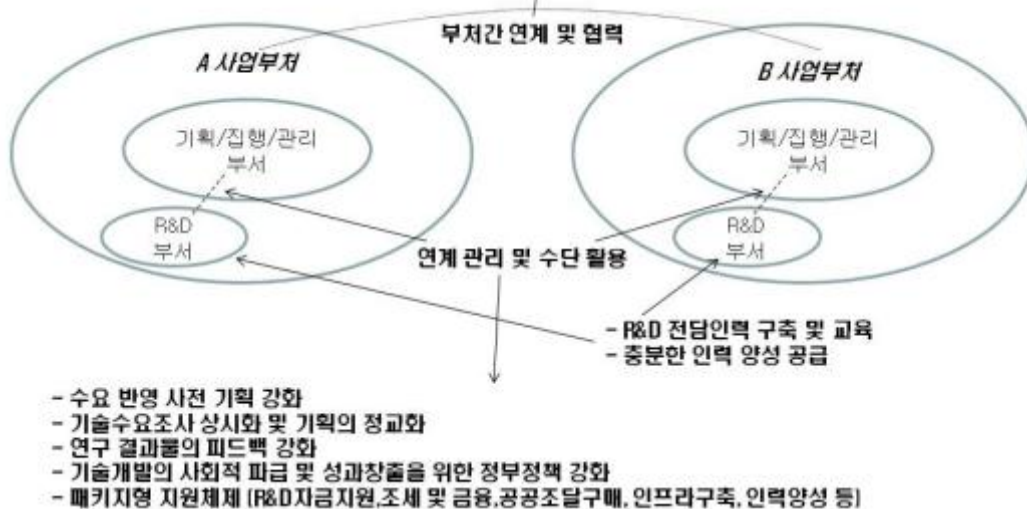 부처간 연계 및 협력
A 사업부처
B 사업부처
기획/집행/관리
부서
기획/집행/관리
부서
R&D
부서
R&D
부서
연계 관리 및 수단 활용
- R&D 전담인력 구축 및 교육
- 충분한 인력 양성 공급
- 수요 반영 사전 기획 강화
- 기술수요조사 상시화 및 기획의 정교화
- 연구 결과물의 피드백 강화
- 기술개발의 사회적 파급 및 성과창출을 위한 정부정책 강화
- 패키지형 지원체제 (R&D자금지원,조세 및 금융,공공조달구매, 인프라구축, 인력양성 등)